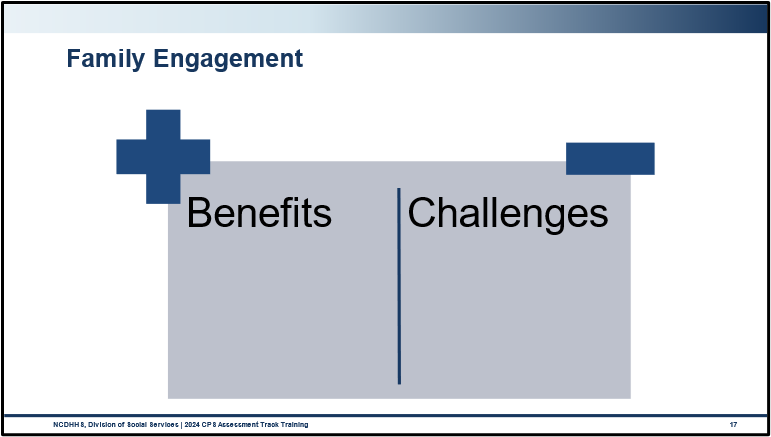 Family Engagement
Benefits
Challenges
NCDHHS, Division of Social Services | 2024 CPS Assessment Track Training
17